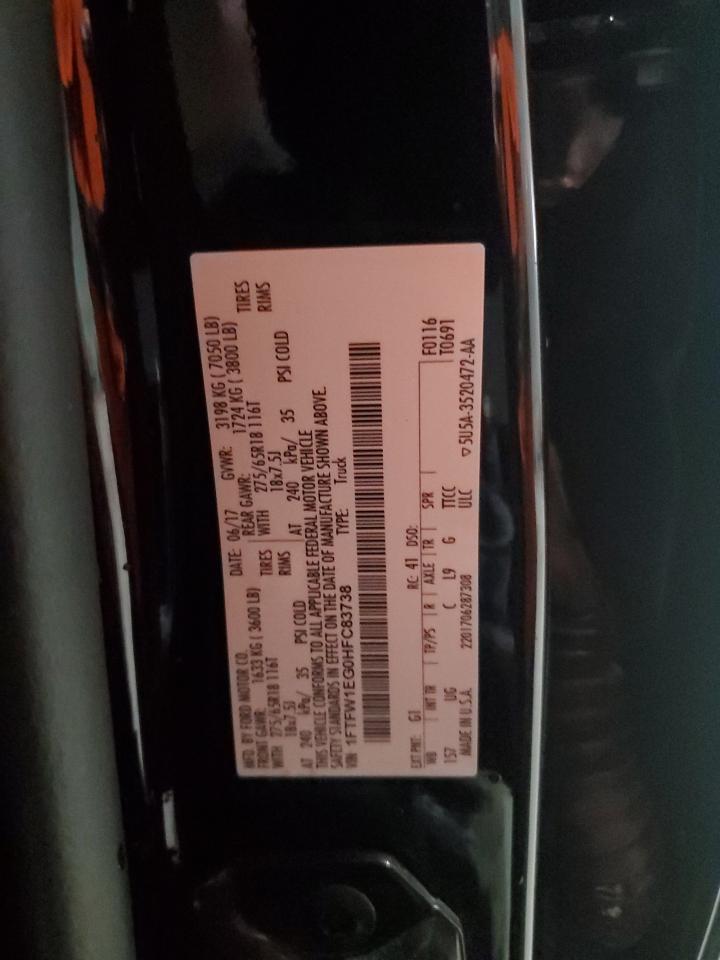 MFD. BY FORD MOTOR CO. DATE: 06/17 GVWR: 3198 KG ( 7050 LB)
FRONT GAWR: 1633 KG ( 3600 LB) REAR GAWR: 1724 KG ( 3800 LB)
WITH 275/65R18 116T TIRES WITH 275/65R18 116T TIRES
18x7.5J RIMS 18x7.5J RIMS
AT 240 kPa/ 35 PSI COLD AT 240 kPa/ 35 PSI COLD
THIS VEHICLE CONFORMS TO ALL APPLICABLE FEDERAL MOTOR VEHICLE
SAFETY STANDARDS IN EFFECT ON THE DATE OF MANUFACTURE SHOWN ABOVE.
VIN: 1FTFW1EG0HFC83738 TYPE: Truck
EXT PNT: G1 RC: 41 DSO: F0116
WB INT TR TP/PS R AXLE TR SPR T0691
157 UG C L9 G TTCC
MADE IN U.S.A. 2201706287308 ULC ▽5U5A-3520472-AA